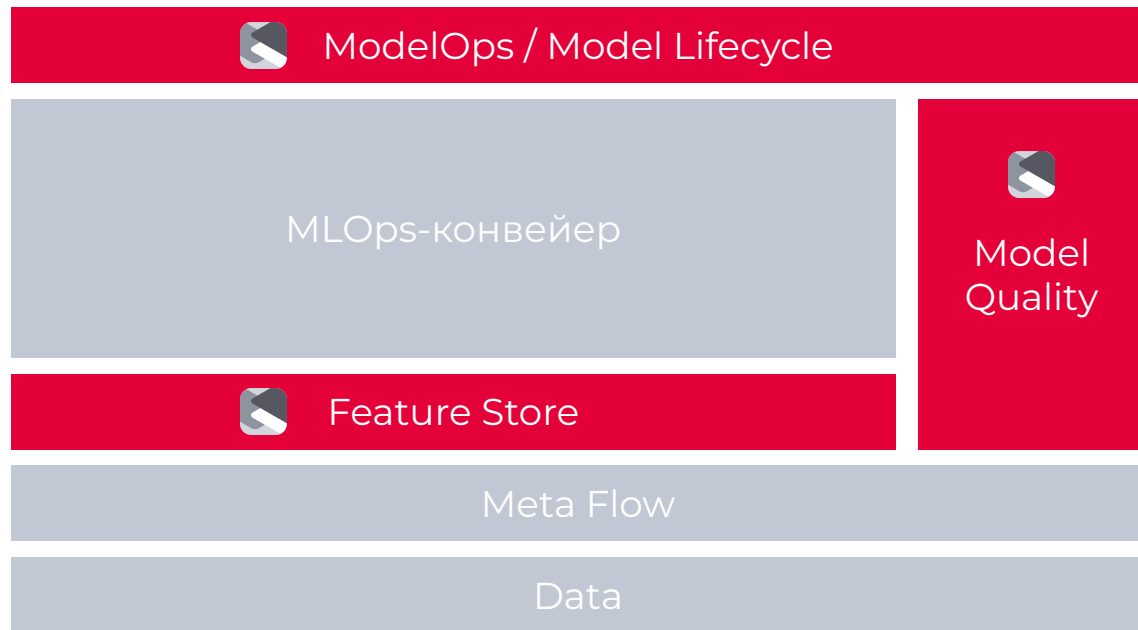 ModelOps / Model Lifecycle
MLOps-конвейер
Model
Quality
Feature Store
Meta Flow
Data